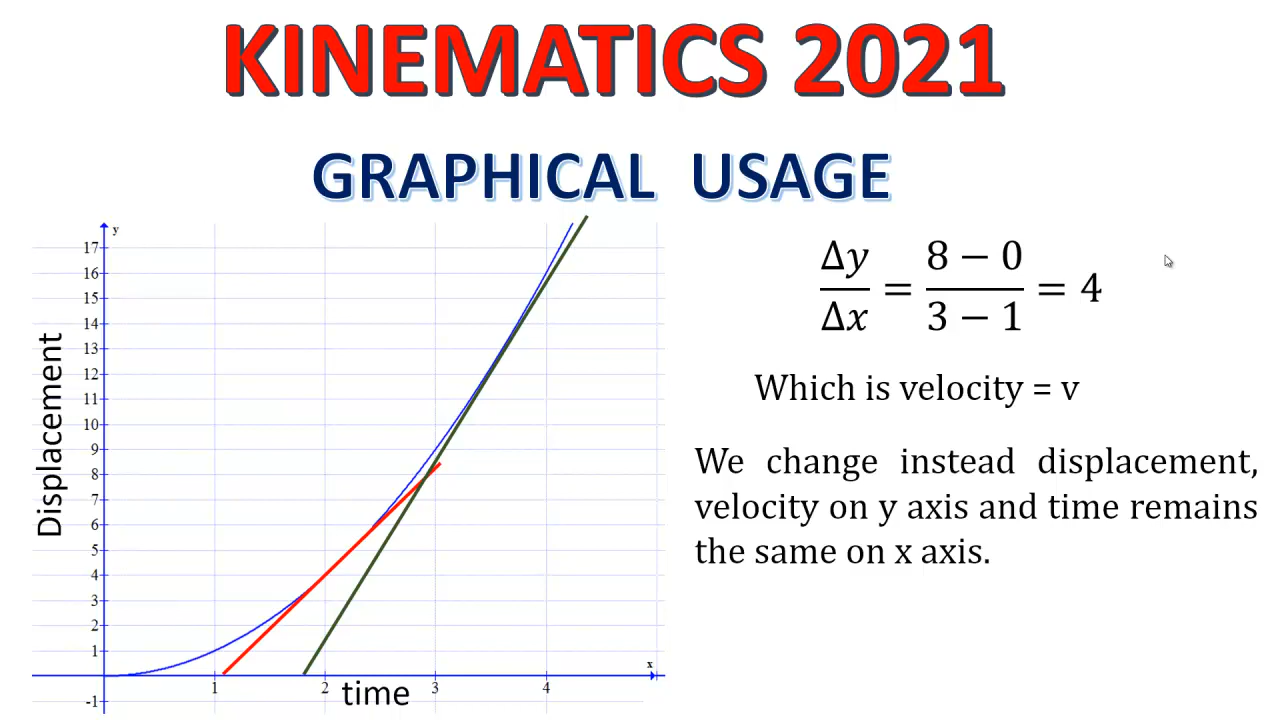 KINEMATICS 2021
GRAPHICAL USAGE
y
17
16
15
14
13
12
11
10
9
8
7
6
5
4
3
2
1
-1
Displacement
1
2
3
4
x
time
Δy/Δx = (8 − 0)/(3 − 1) = 4
Which is velocity = v
We change instead displacement,
velocity on y axis and time remains
the same on x axis.